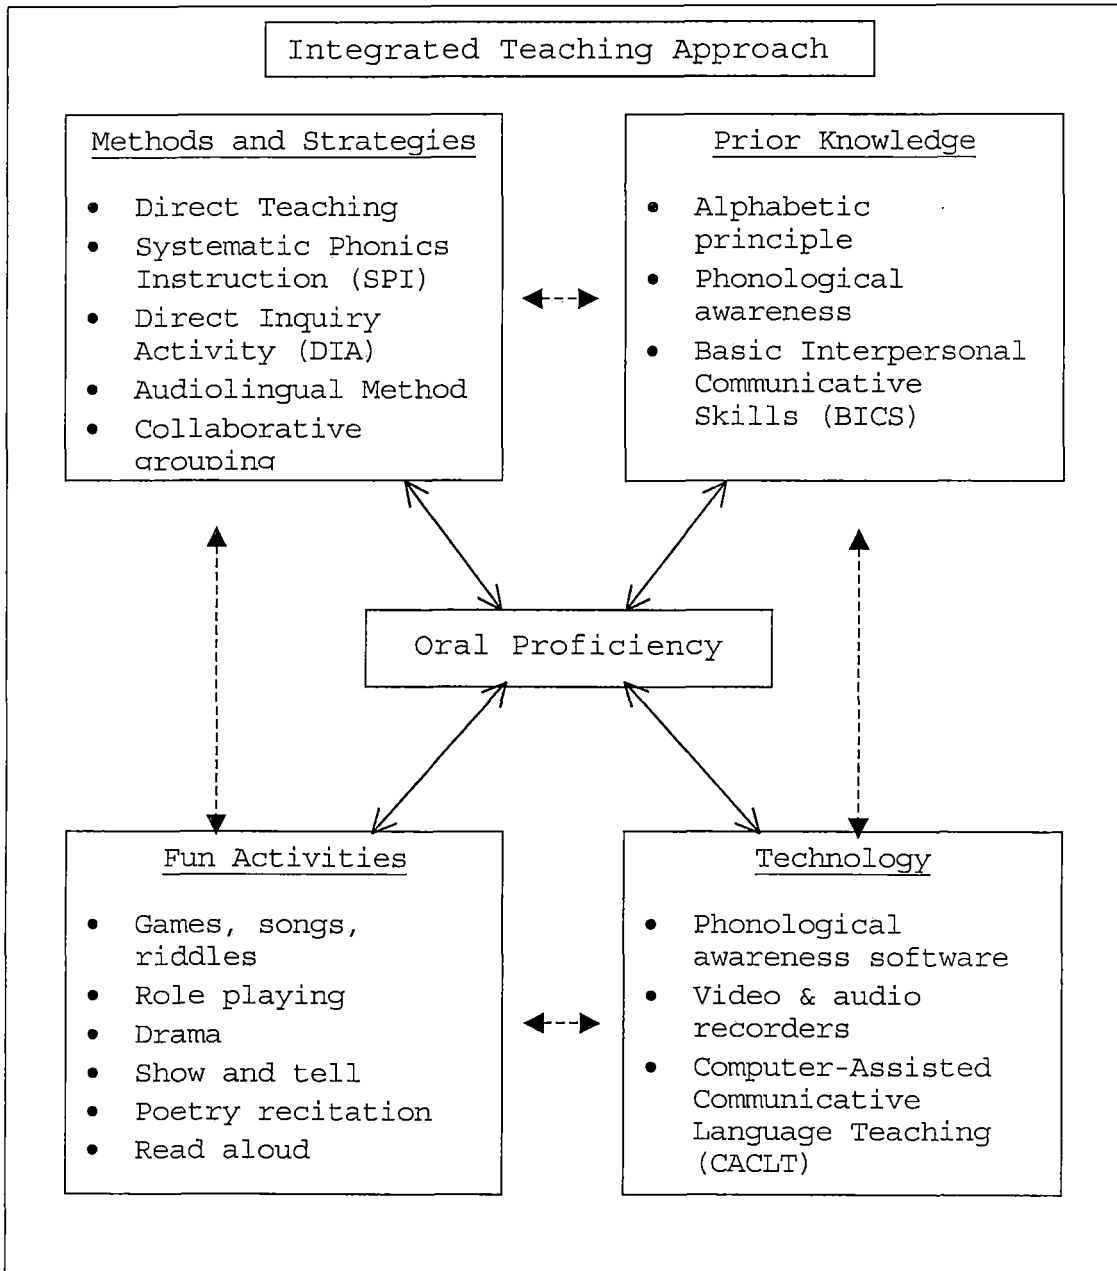 Integrated Teaching Approach
Methods and Strategies
• Direct Teaching
• Systematic Phonics
Instruction (SPI)
• Direct Inquiry
Activity (DIA)
• Audiolingual Method
• Collaborative
grouping
Prior Knowledge
• Alphabetic
principle
• Phonological
awareness
• Basic Interpersonal
Communicative
Skills (BICS)
Oral Proficiency
Fun Activities
• Games, songs,
riddles
• Role playing
• Drama
• Show and tell
• Poetry recitation
• Read aloud
Technology
• Phonological
awareness software
• Video & audio
recorders
• Computer-Assisted
Communicative
Language Teaching
(CACLT)